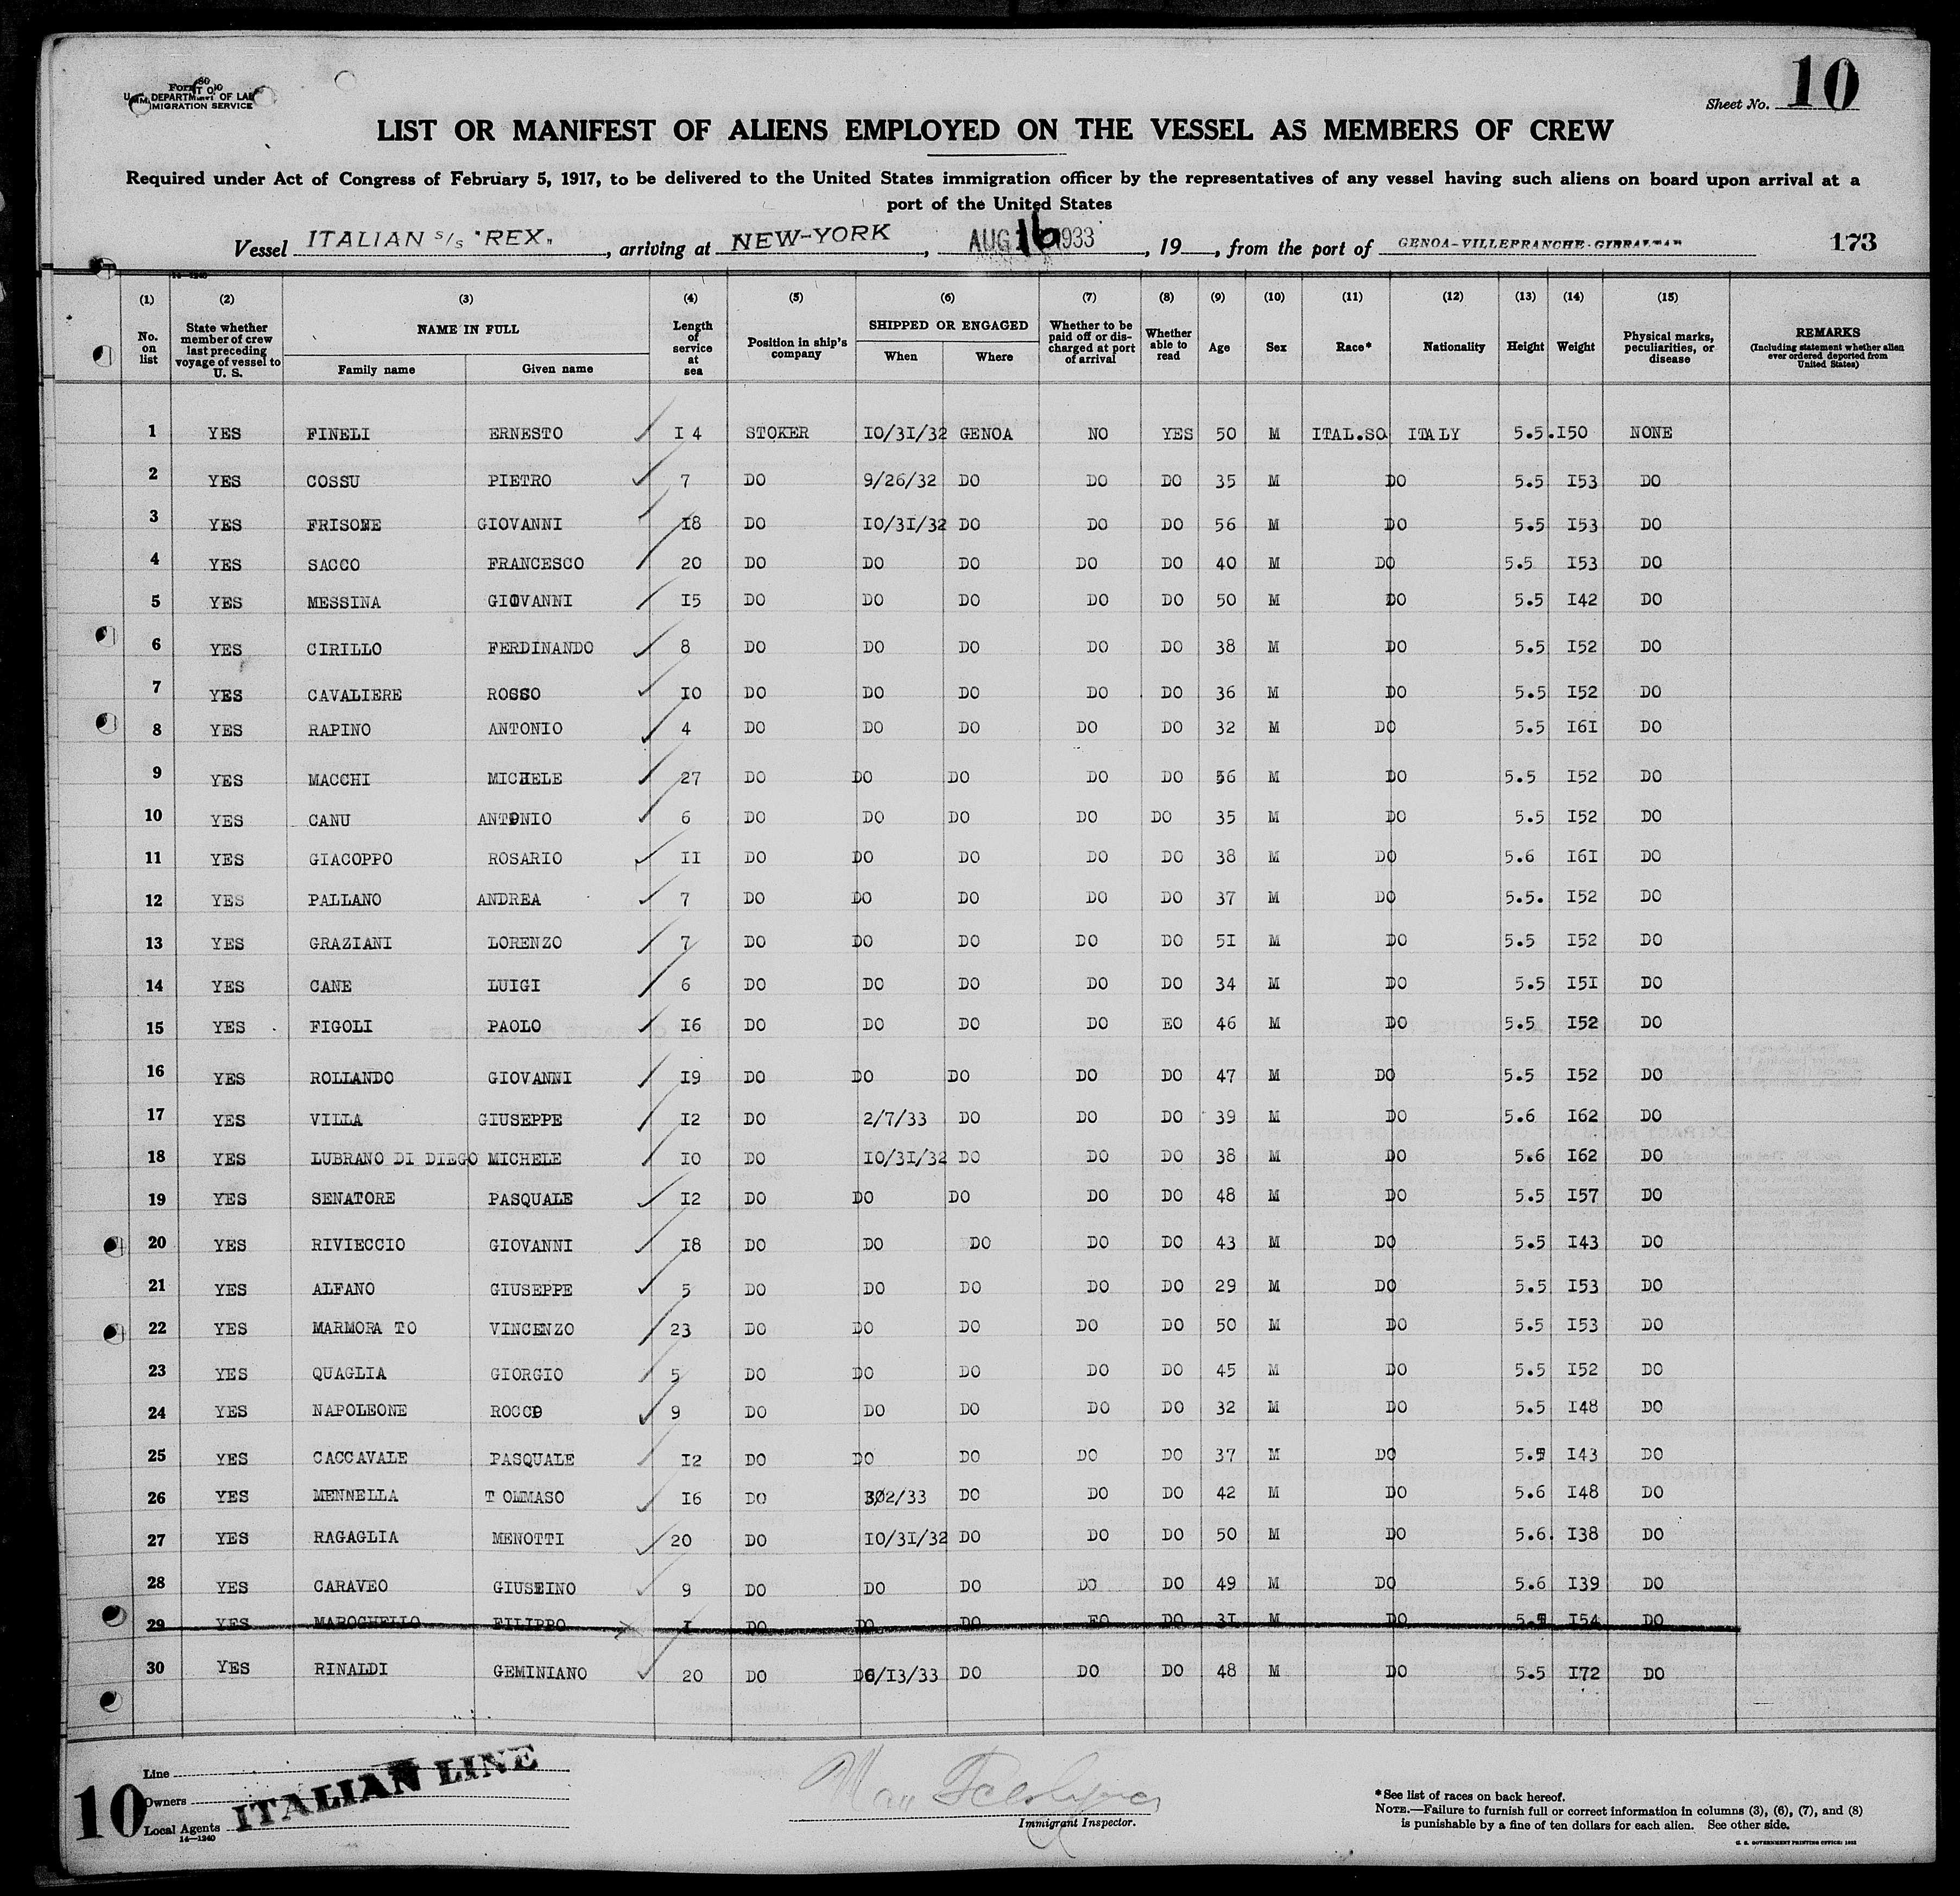 Form 680
U. S. DEPARTMENT OF LABOR
IMMIGRATION SERVICE
Sheet No. 10
LIST OR MANIFEST OF ALIENS EMPLOYED ON THE VESSEL AS MEMBERS OF CREW
Required under Act of Congress of February 5, 1917, to be delivered to the United States immigration officer by the representatives of any vessel having such aliens on board upon arrival at a
port of the United States
Vessel ITALIAN S/S "REX", arriving at NEW-YORK, AUG 16 1933, 19__, from the port of GENOA-VILLEFRANCHE-GIBRALTAR 173
14—1240
(1) (2) (3) (4) (5) (6) (7) (8) (9) (10) (11) (12) (13) (14) (15)
No. on list | State whether member of crew last preceding voyage of vessel to U. S. | NAME IN FULL Family name Given name | Length of service at sea | Position in ship's company | SHIPPED OR ENGAGED When Where | Whether to be paid off or discharged at port of arrival | Whether able to read | Age | Sex | Race* | Nationality | Height | Weight | Physical marks, peculiarities, or disease | REMARKS (Including statement whether alien ever ordered deported from United States)
1 YES FINELI ERNESTO I4 STOKER IO/3I/32 GENOA NO YES 50 M ITAL.SO ITALY 5.5. I50 NONE
2 YES COSSU PIETRO 7 DO 9/26/32 DO DO DO 35 M DO 5.5 I53 DO
3 YES FRISONE GIOVANNI I8 DO IO/3I/32 DO DO DO 56 M DO 5.5 I53 DO
4 YES SACCO FRANCESCO 20 DO DO DO DO DO 40 M DO 5.5 I53 DO
5 YES MESSINA GIOVANNI I5 DO DO DO DO DO 50 M DO 5.5 I42 DO
6 YES CIRILLO FERDINANDO 8 DO DO DO DO DO 38 M DO 5.5 I52 DO
7 YES CAVALIERE ROSSO IO DO DO DO DO DO 36 M DO 5.5 I52 DO
8 YES RAPINO ANTONIO 4 DO DO DO DO DO 32 M DO 5.5 I6I DO
9 YES MACCHI MICHELE 27 DO DO DO DO DO 56 M DO 5.5 I52 DO
10 YES CANU ANTONIO 6 DO DO DO DO DO 35 M DO 5.5 I52 DO
11 YES GIACOPPO ROSARIO II DO DO DO DO DO 38 M DO 5.6 I6I DO
12 YES PALLANO ANDREA 7 DO DO DO DO DO 37 M DO 5.5. I52 DO
13 YES GRAZIANI LORENZO 7 DO DO DO DO DO 5I M DO 5.5 I52 DO
14 YES CANE LUIGI 6 DO DO DO DO DO 34 M DO 5.5 I5I DO
15 YES FIGOLI PAOLO I6 DO DO DO DO EO 46 M DO 5.5 I52 DO
16 YES ROLLANDO GIOVANNI I9 DO DO DO DO DO 47 M DO 5.5 I52 DO
17 YES VILLA GIUSEPPE I2 DO 2/7/33 DO DO DO 39 M DO 5.6 I62 DO
18 YES LUBRANO DI DIEGO MICHELE IO DO IO/3I/32 DO DO DO 38 M DO 5.6 I62 DO
19 YES SENATORE PASQUALE I2 DO DO DO DO DO 48 M DO 5.5 I57 DO
20 YES RIVIECCIO GIOVANNI I8 DO DO DO DO DO 43 M DO 5.5 I43 DO
21 YES ALFANO GIUSEPPE 5 DO DO DO DO DO 29 M DO 5.5 I53 DO
22 YES MARMORA TO VINCENZO 23 DO DO DO DO DO 50 M DO 5.5 I53 DO
23 YES QUAGLIA GIORGIO 5 DO DO DO DO DO 45 M DO 5.5 I52 DO
24 YES NAPOLEONE ROCCO 9 DO DO DO DO DO 32 M DO 5.5 I48 DO
25 YES CACCAVALE PASQUALE I2 DO DO DO DO DO 37 M DO 5. I43 DO
26 YES MENNELLA T OMMASO I6 DO /33 DO DO DO 42 M DO 5.6 I48 DO
27 YES RAGAGLIA MENOTTI 20 DO IO/3I/32 DO DO DO 50 M DO 5.6. I38 DO
28 YES CARAVEO GIUSEINO 9 DO DO DO DO DO 49 M DO 5.6 I39 DO
29 YES MAROCHELLO FILIPPO I DO DO DO EO DO 3I M DO 5. I54 DO
30 YES RINALDI GEMINIANO 20 DO 6/I3/33 DO DO DO 48 M DO 5.5 I72 DO
10
Line
Owners
Local Agents
ITALIAN LINE
14—1240
Immigrant Inspector.
*See list of races on back hereof.
NOTE.—Failure to furnish full or correct information in columns (3), (6), (7), and (8)
is punishable by a fine of ten dollars for each alien. See other side.
U. S. GOVERNMENT PRINTING OFFICE: 1932